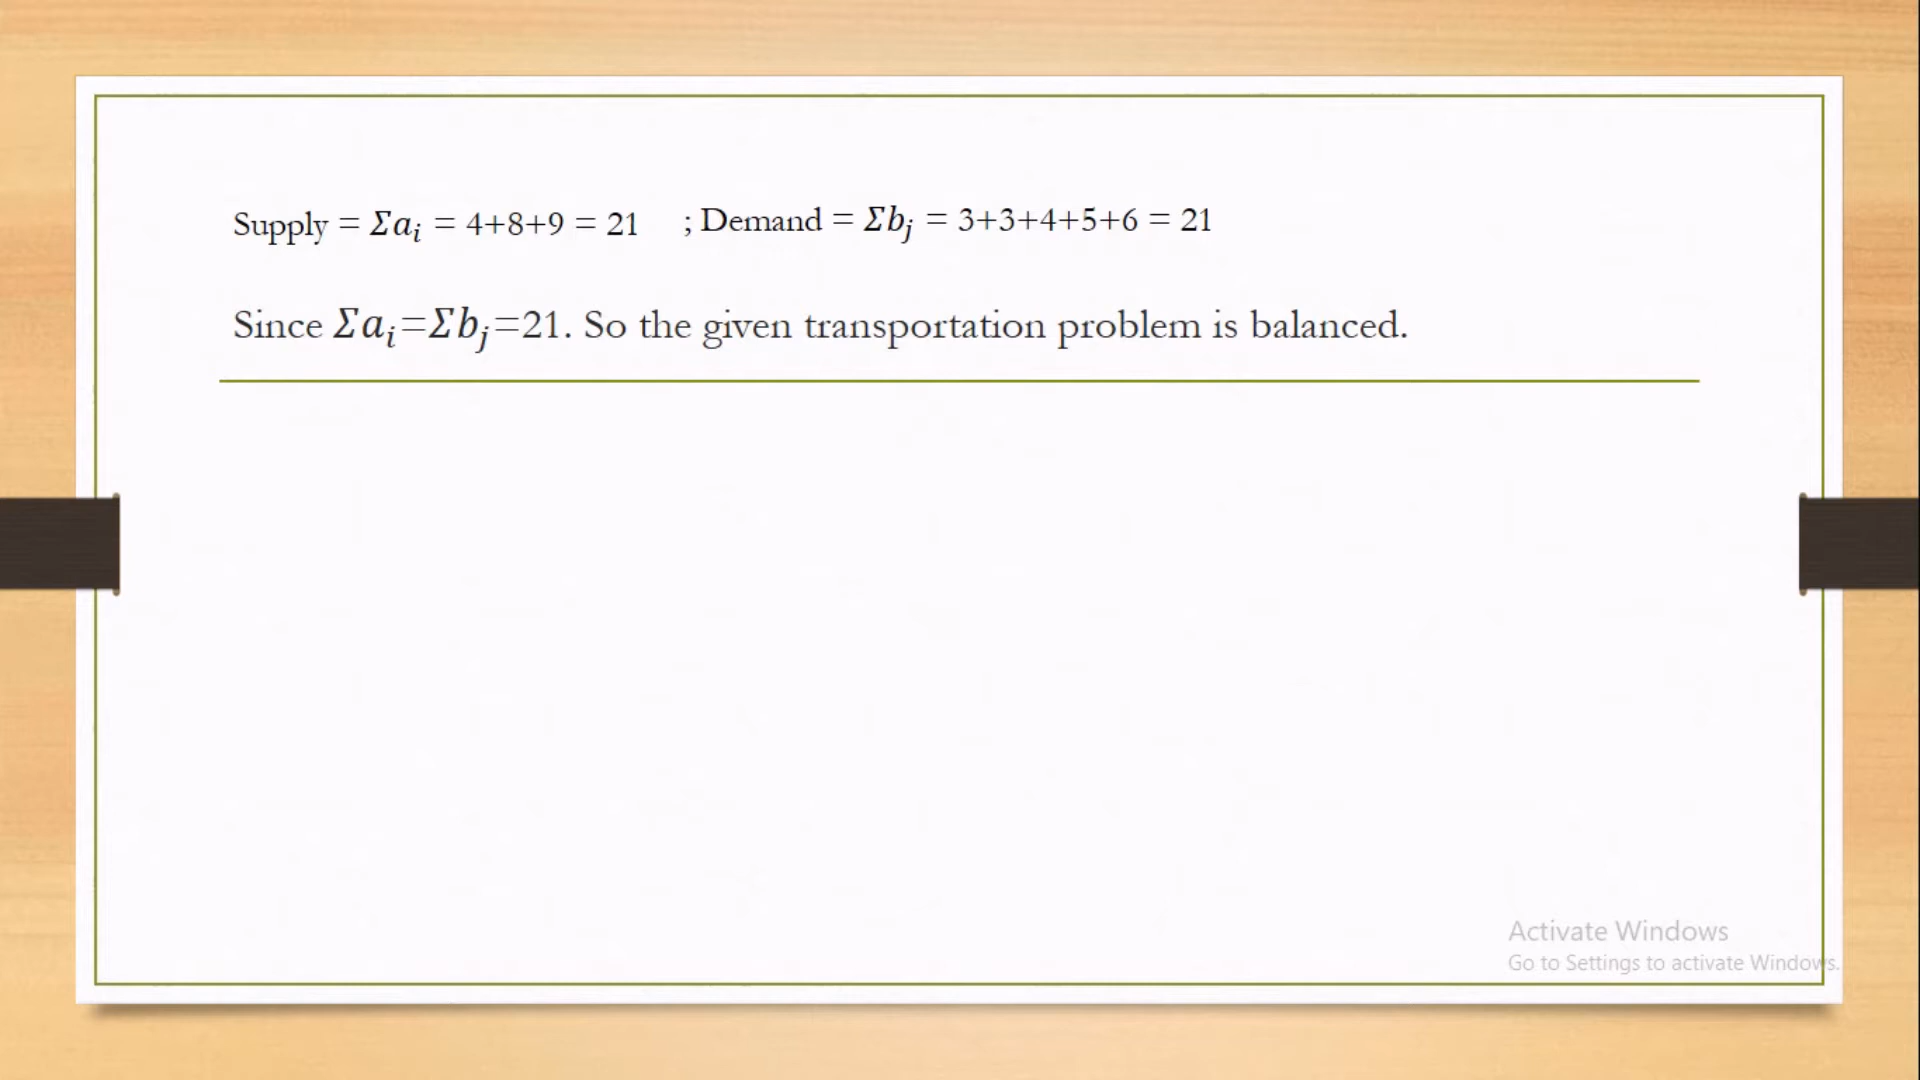 Supply = Σaᵢ = 4+8+9 = 21 ; Demand = Σbⱼ = 3+3+4+5+6 = 21
Since Σaᵢ=Σbⱼ=21. So the given transportation problem is balanced.
Activate Windows
Go to Settings to activate Windows.